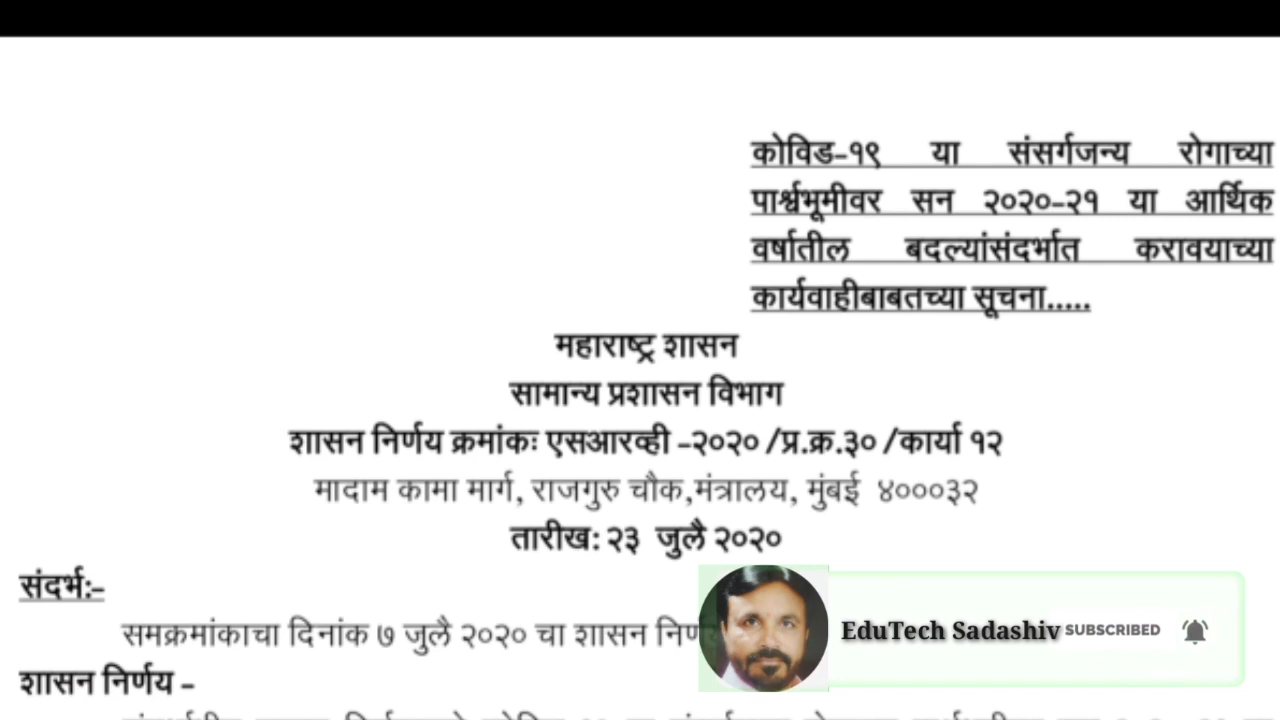 कोविड-१९ या संसर्गजन्य रोगाच्या
पार्श्वभूमीवर सन २०२०-२१ या आर्थिक
वर्षातील बदल्यांसंदर्भात करावयाच्या
कार्यवाहीबाबतच्या सूचना.....
महाराष्ट्र शासन
सामान्य प्रशासन विभाग
शासन निर्णय क्रमांकः एसआरव्ही -२०२० /प्र.क्र.३० /कार्या १२
मादाम कामा मार्ग, राजगुरु चौक,मंत्रालय, मुंबई ४०००३२
तारीख: २३ जुलै २०२०
संदर्भ:-
समक्रमांकाचा दिनांक ७ जुलै २०२० चा शासन
EduTech Sadashiv SUBSCRIBED
शासन निर्णय -